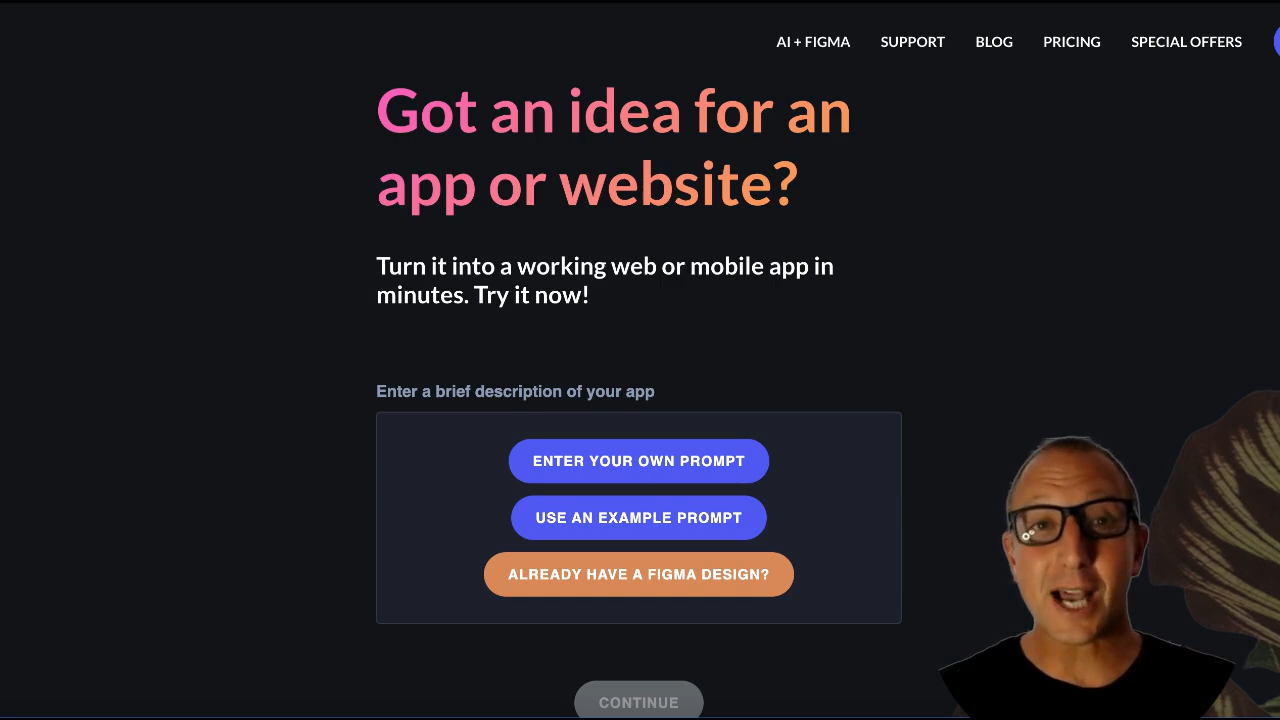 AI + FIGMA SUPPORT BLOG PRICING SPECIAL OFFERS
Got an idea for an
app or website?
Turn it into a working web or mobile app in
minutes. Try it now!
Enter a brief description of your app
ENTER YOUR OWN PROMPT
USE AN EXAMPLE PROMPT
ALREADY HAVE A FIGMA DESIGN?
CONTINUE